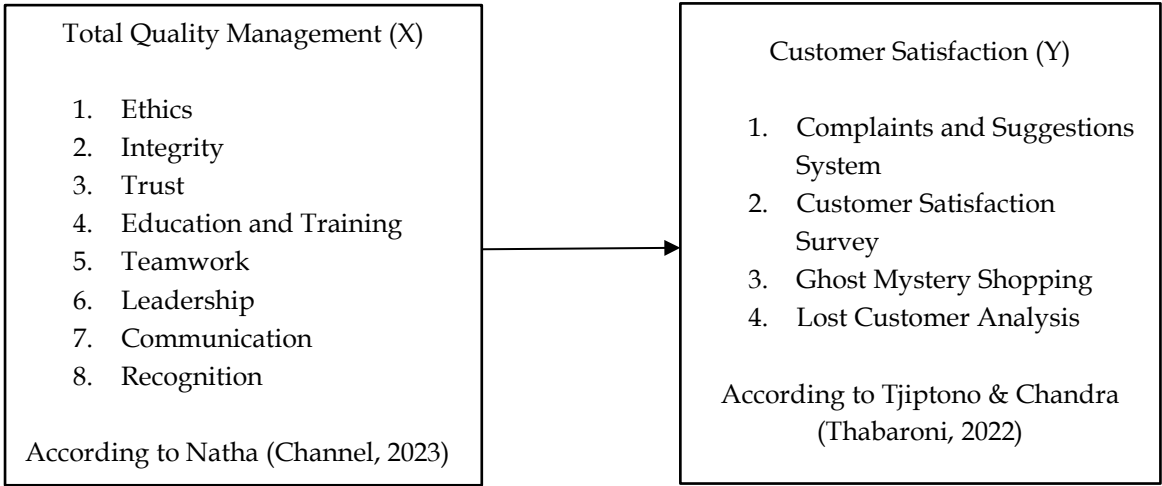 Total Quality Management (X)
1. Ethics
2. Integrity
3. Trust
4. Education and Training
5. Teamwork
6. Leadership
7. Communication
8. Recognition
According to Natha (Channel, 2023)
Customer Satisfaction (Y)
1. Complaints and Suggestions
System
2. Customer Satisfaction
Survey
3. Ghost Mystery Shopping
4. Lost Customer Analysis
According to Tjiptono & Chandra
(Thabaroni, 2022)